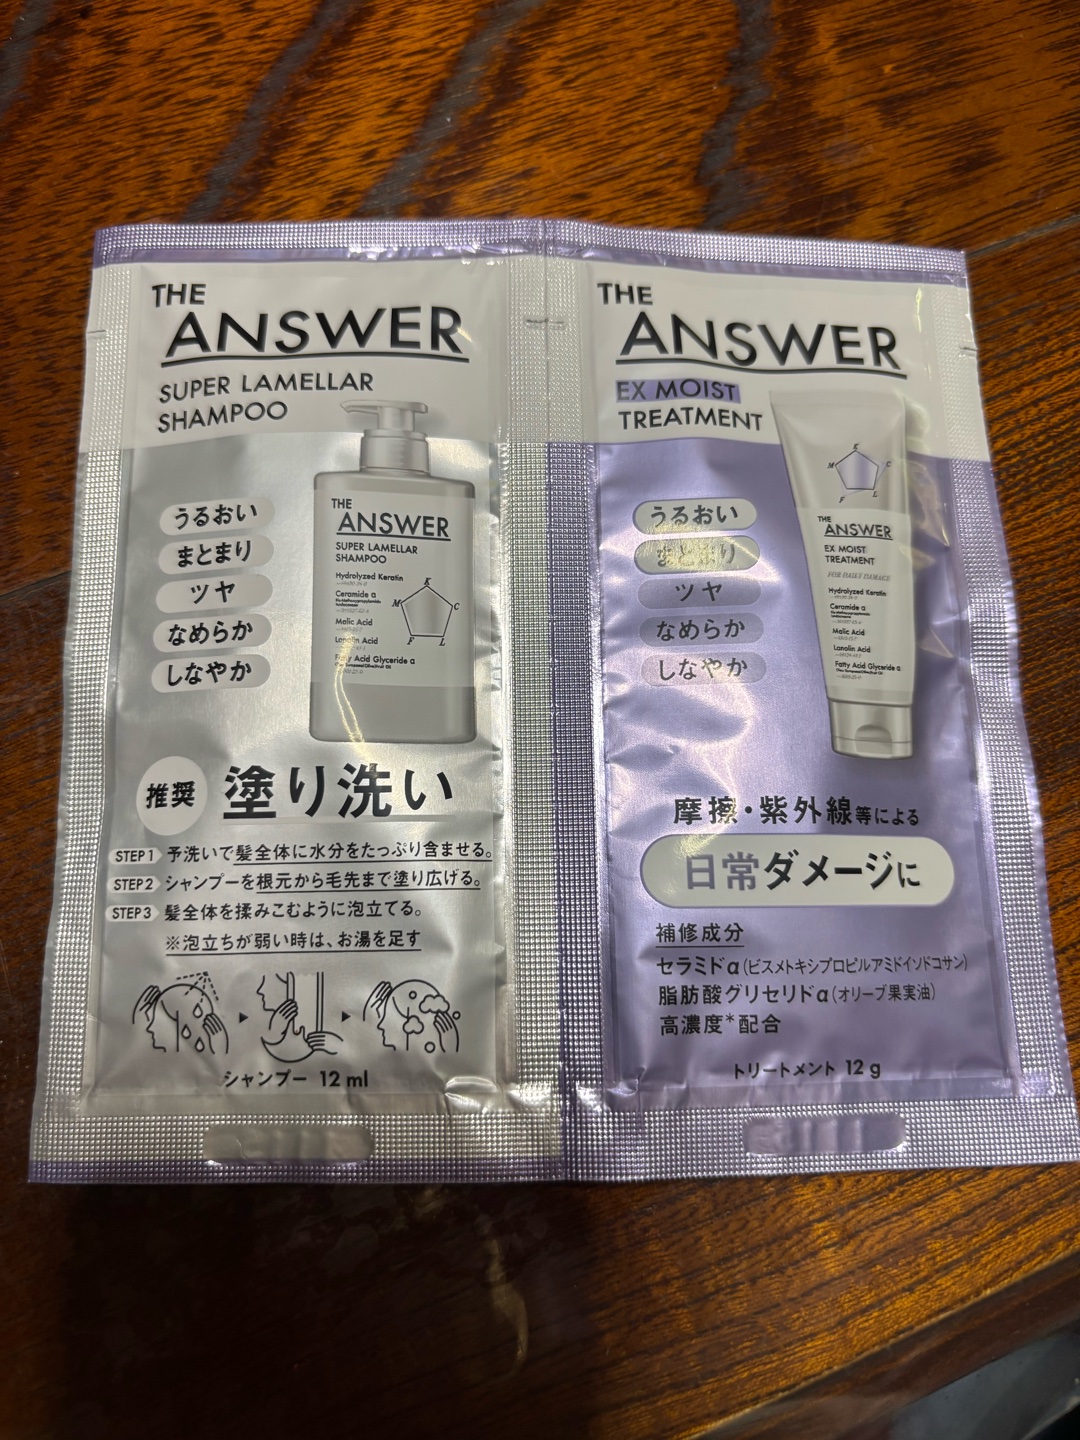 THE
ANSWER
SUPER LAMELLAR
SHAMPOO
うるおい
まとまり
ツヤ
なめらか
しなやか
THE
ANSWER
SUPER LAMELLAR
SHAMPOO
Hydrolyzed Keratin
Ceramide α
Malic Acid
Lanolin Acid
Fatty Acid Glyceride α
K
M
C
F
L
推奨
塗り洗い
STEP 1 予洗いで髪全体に水分をたっぷり含ませる。
STEP 2 シャンプーを根元から毛先まで塗り広げる。
STEP 3 髪全体を揉みこむように泡立てる。
※泡立ちが弱い時は、お湯を足す
シャンプー 12 ml
THE
ANSWER
EX MOIST
TREATMENT
うるおい
まとまり
ツヤ
なめらか
しなやか
K
M
C
F
L
THE
ANSWER
EX MOIST
TREATMENT
FOR DAILY DAMAGE
Hydrolyzed Keratin
Ceramide α
Malic Acid
Lanolin Acid
Fatty Acid Glyceride α
摩擦・紫外線等による
日常ダメージに
補修成分
セラミドα(ビスメトキシプロピルアミドイソドコサン)
脂肪酸グリセリドα(オリーブ果実油)
高濃度*配合
トリートメント 12 g